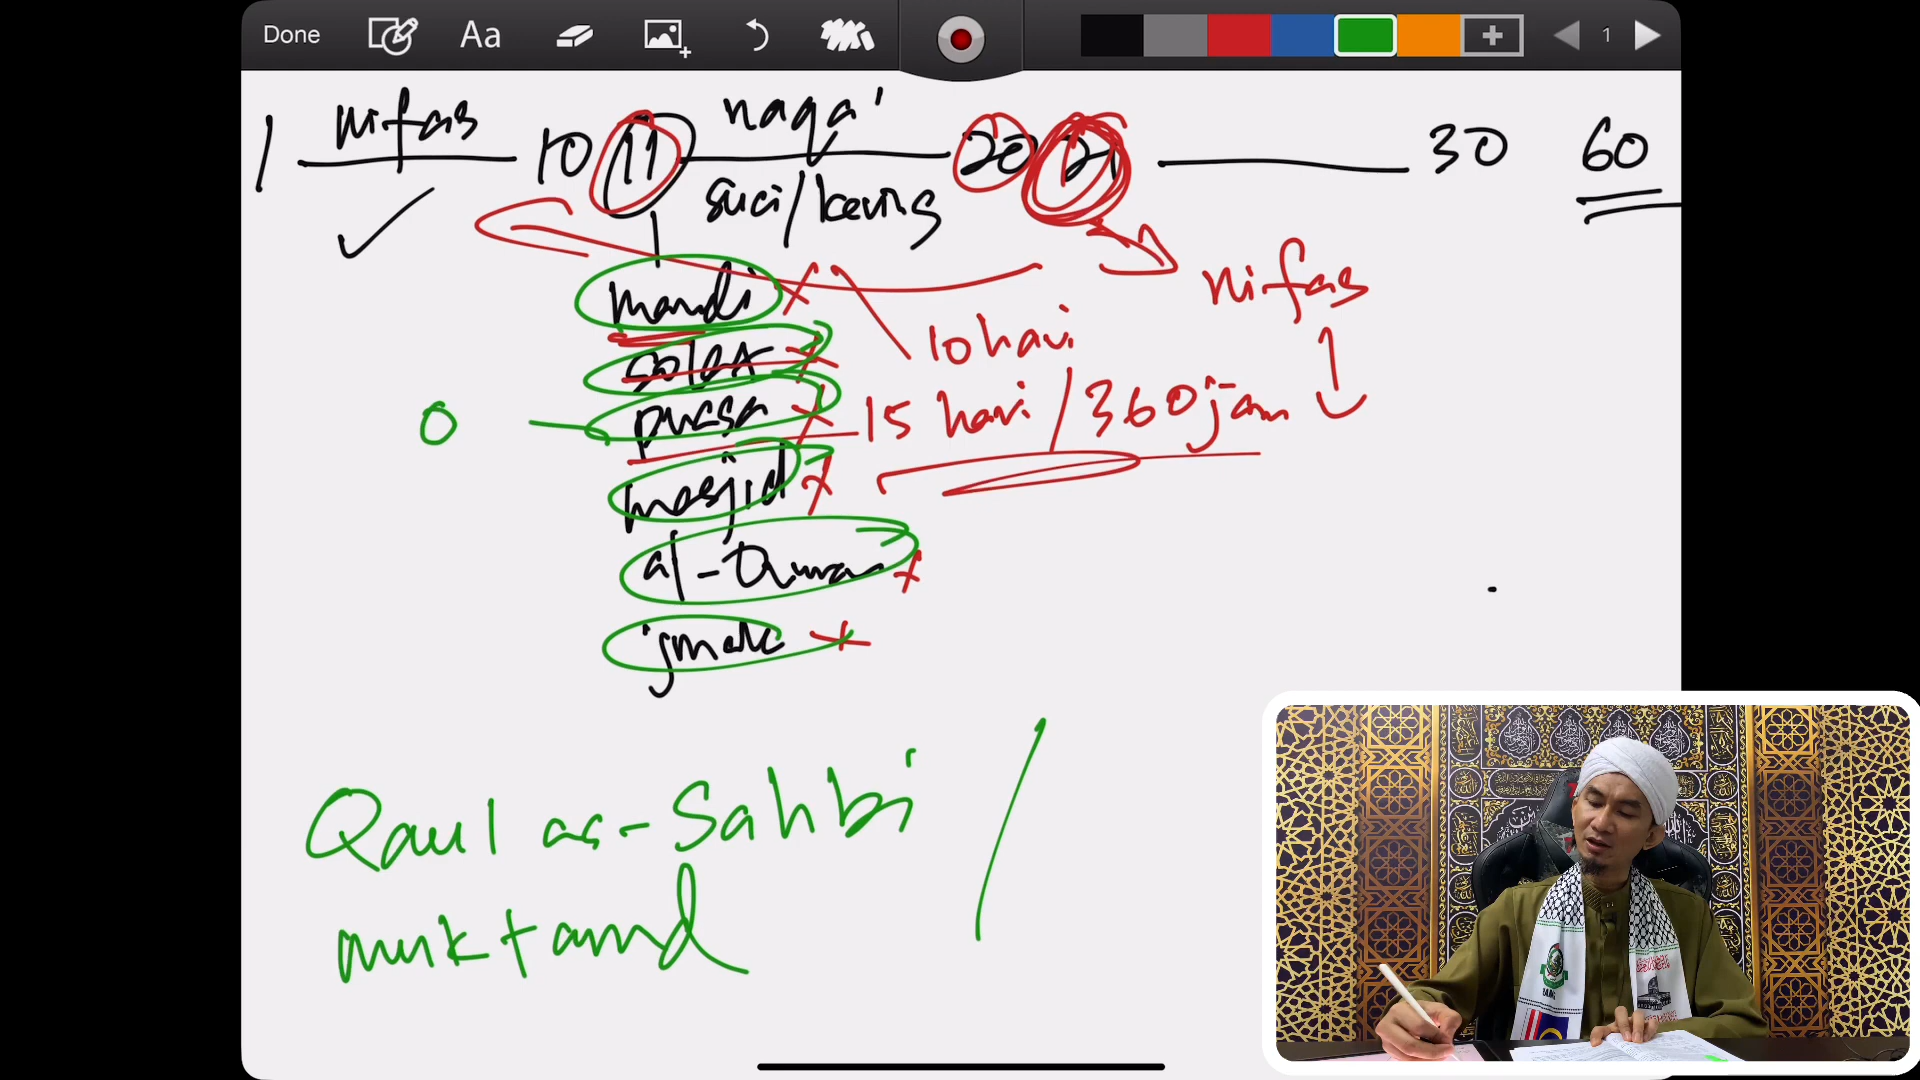 Done Aa 1
1 nifas 10 11 naqa' 20 21 30 60
suci/kering
mandi nifas
solat 10 hari
0 puasa 15 hari / 360 jam
masjid
al-Quran
jimak
Qaul as-Sahbi
muktamad